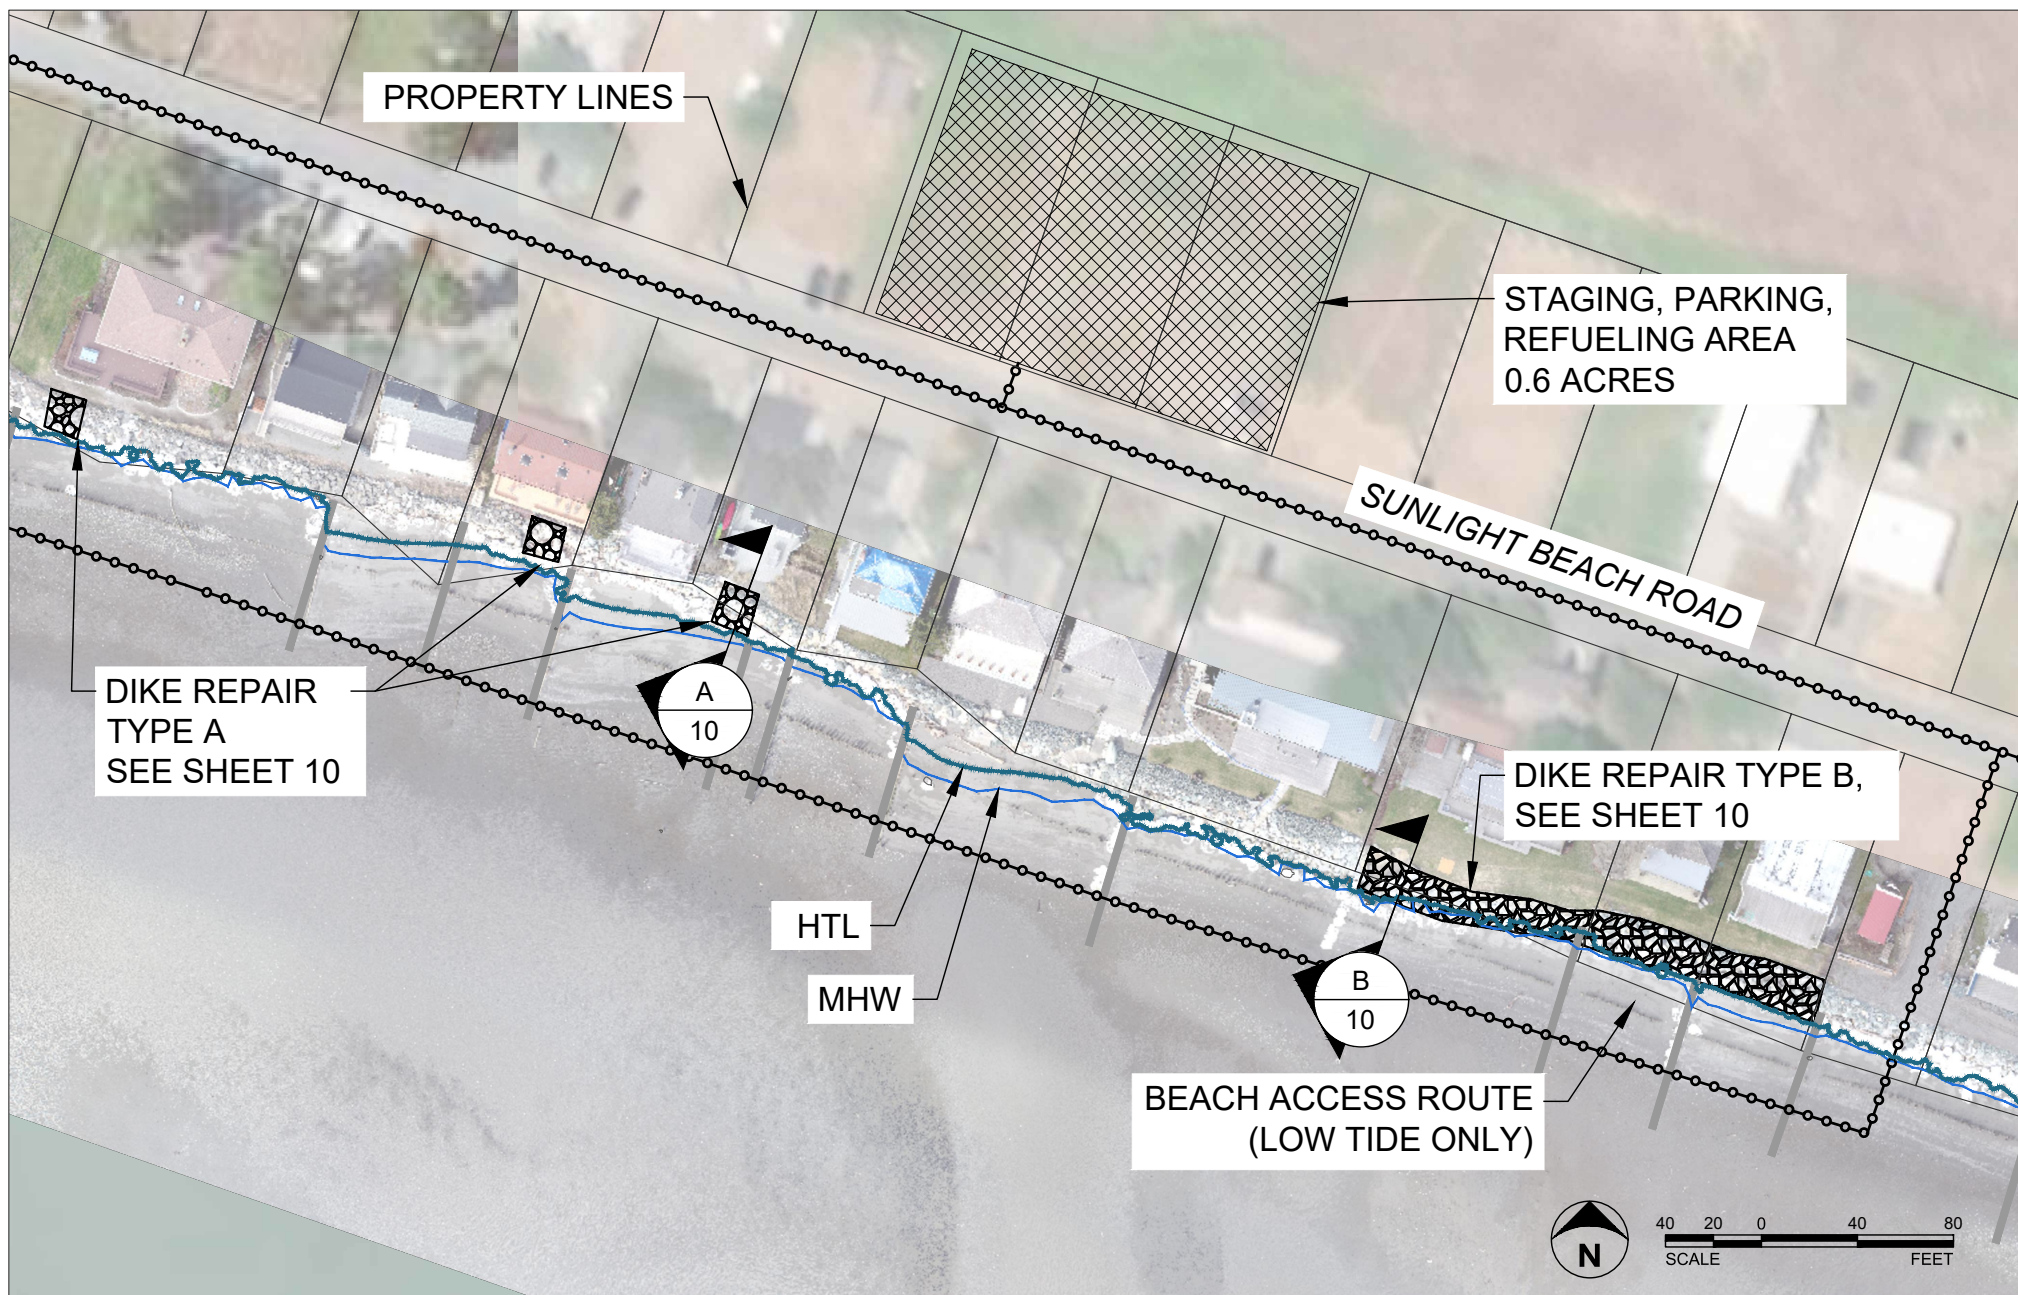 PROPERTY LINES
STAGING, PARKING,
REFUELING AREA
0.6 ACRES
SUNLIGHT BEACH ROAD
DIKE REPAIR
TYPE A
SEE SHEET 10
A
10
DIKE REPAIR TYPE B,
SEE SHEET 10
HTL
MHW
B
10
BEACH ACCESS ROUTE
(LOW TIDE ONLY)
N
40 20 0 40 80
SCALE FEET